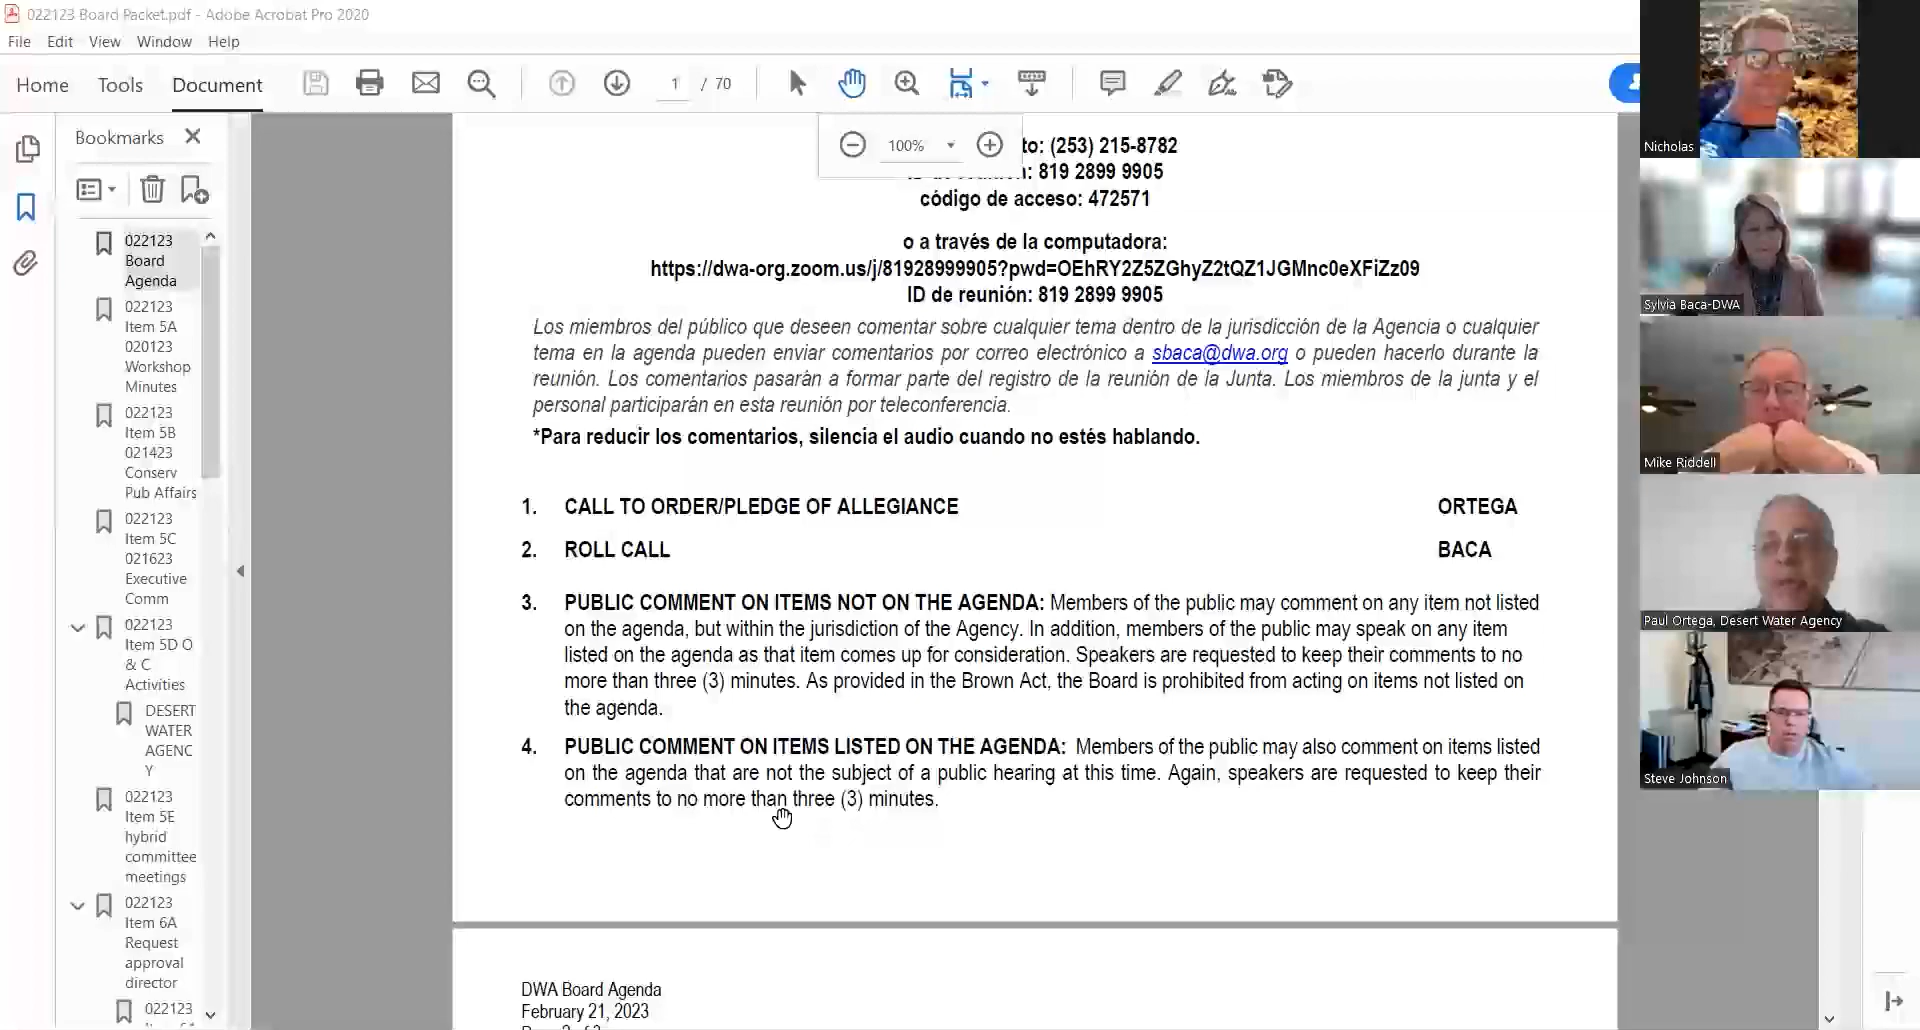 022123 Board Packet.pdf - Adobe Acrobat Pro 2020
File Edit View Window Help
Home Tools Document 1 / 70
Bookmarks
100%
022123
Board
Agenda
022123
Item 5A
020123
Workshop
Minutes
022123
Item 5B
021423
Conserv
Pub Affairs
022123
Item 5C
021623
Executive
Comm
022123
Item 5D O
& C
Activities
DESERT
WATER
AGENC
Y
022123
Item 5E
hybrid
committee
meetings
022123
Item 6A
Request
approval
director
022123
to: (253) 215-8782
819 2899 9905
código de acceso: 472571
o a través de la computadora:
https://dwa-org.zoom.us/j/81928999905?pwd=OEhRY2Z5ZGhyZ2tQZ1JGMnc0eXFiZz09
ID de reunión: 819 2899 9905
Los miembros del público que deseen comentar sobre cualquier tema dentro de la jurisdicción de la Agencia o cualquier
tema en la agenda pueden enviar comentarios por correo electrónico a sbaca@dwa.org o pueden hacerlo durante la
reunión. Los comentarios pasarán a formar parte del registro de la reunión de la Junta. Los miembros de la junta y el
personal participarán en esta reunión por teleconferencia.
*Para reducir los comentarios, silencia el audio cuando no estés hablando.
1. CALL TO ORDER/PLEDGE OF ALLEGIANCE ORTEGA
2. ROLL CALL BACA
3. PUBLIC COMMENT ON ITEMS NOT ON THE AGENDA: Members of the public may comment on any item not listed
on the agenda, but within the jurisdiction of the Agency. In addition, members of the public may speak on any item
listed on the agenda as that item comes up for consideration. Speakers are requested to keep their comments to no
more than three (3) minutes. As provided in the Brown Act, the Board is prohibited from acting on items not listed on
the agenda.
4. PUBLIC COMMENT ON ITEMS LISTED ON THE AGENDA: Members of the public may also comment on items listed
on the agenda that are not the subject of a public hearing at this time. Again, speakers are requested to keep their
comments to no more than three (3) minutes.
DWA Board Agenda
February 21, 2023
Nicholas
Sylvia Baca-DWA
Mike Riddell
Paul Ortega, Desert Water Agency
Steve Johnson